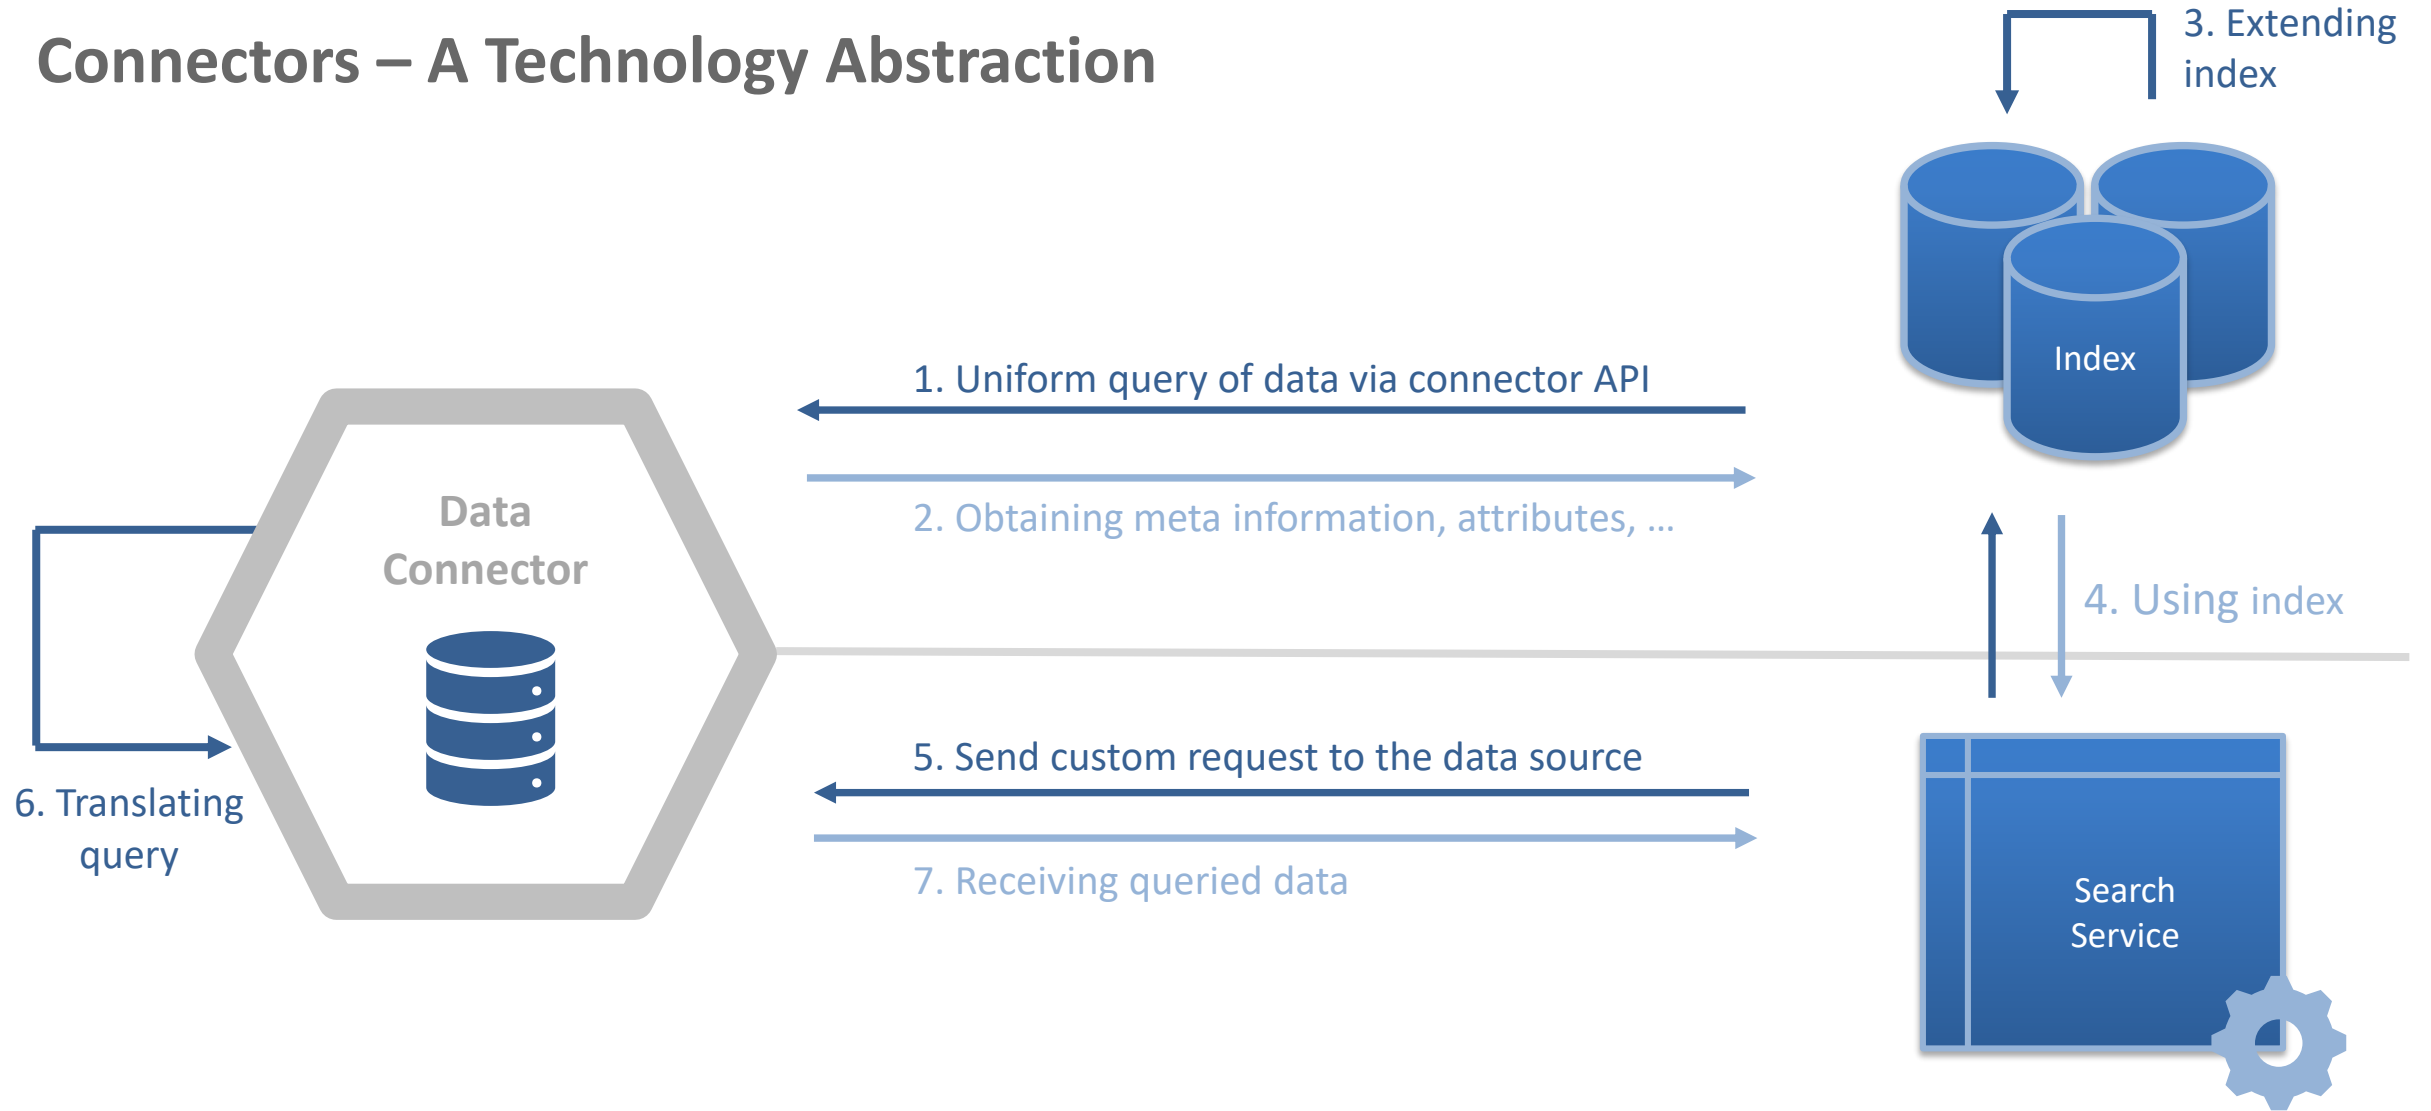 Connectors – A Technology Abstraction
3. Extending
index
Index
1. Uniform query of data via connector API
2. Obtaining meta information, attributes, ...
Data
Connector
4. Using index
5. Send custom request to the data source
6. Translating
query
7. Receiving queried data
Search
Service